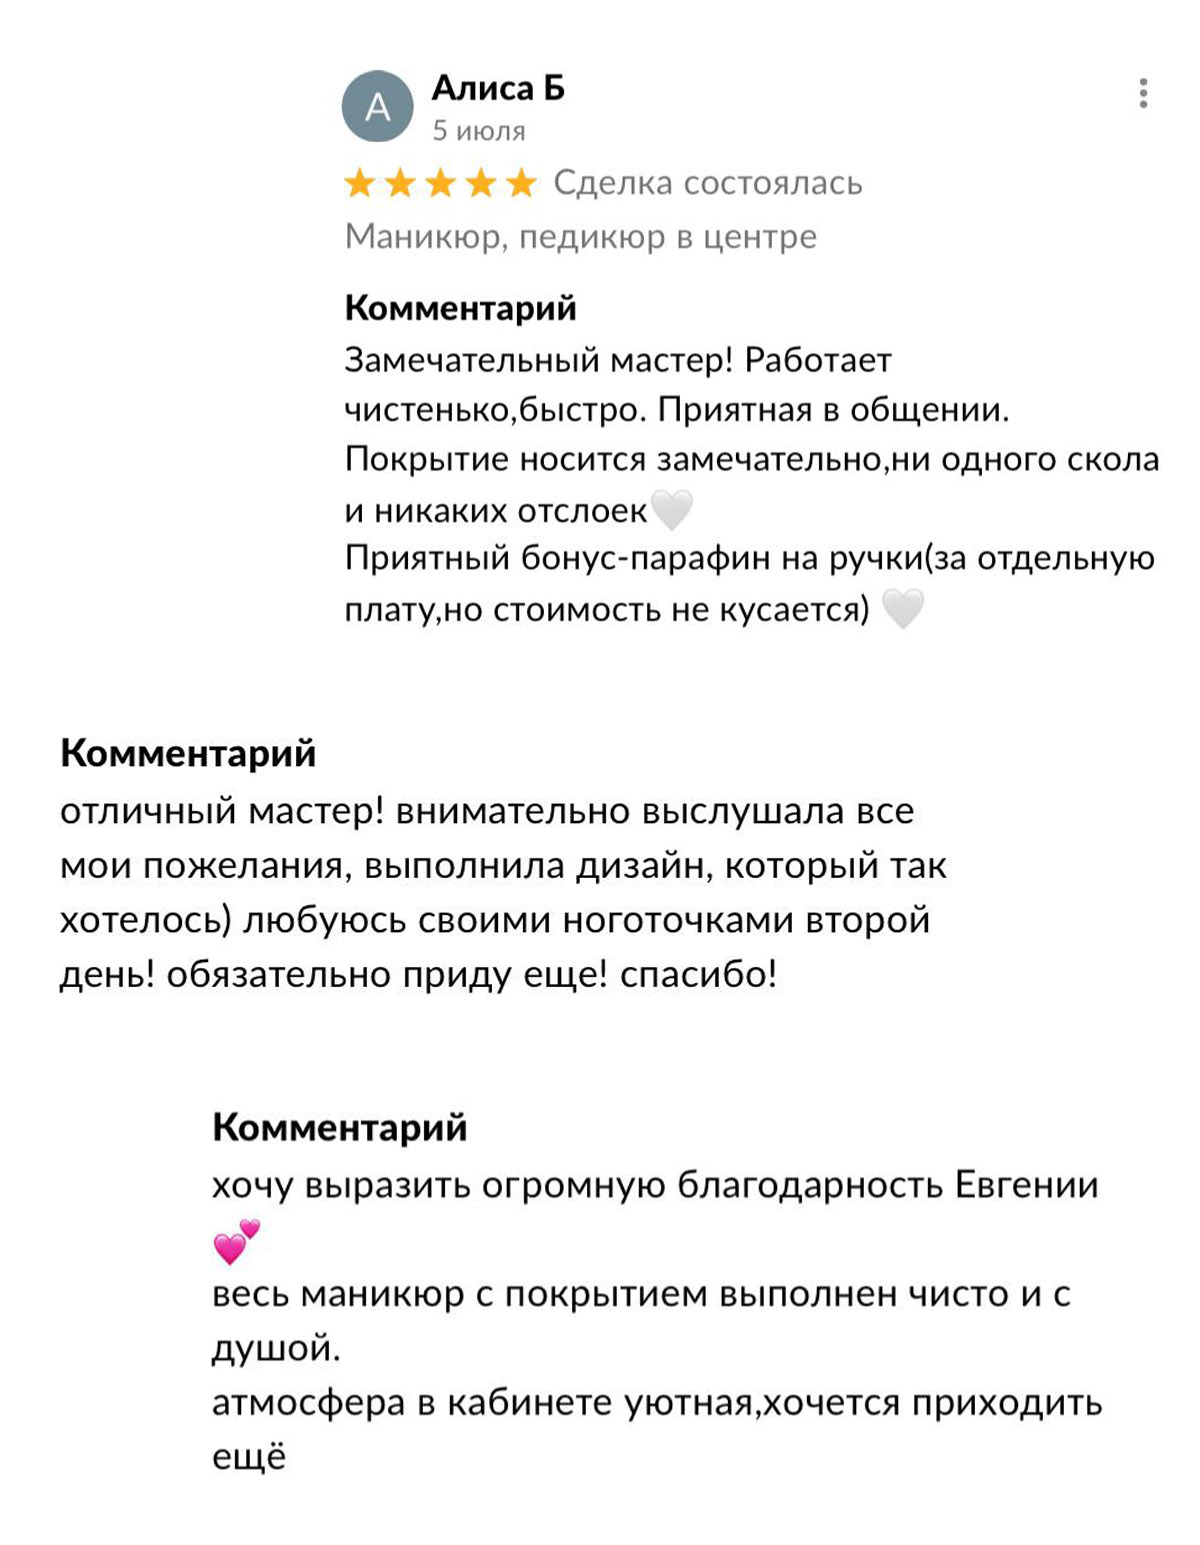 А
Алиса Б
5 июля
Сделка состоялась
Маникюр, педикюр в центре
Комментарий
Замечательный мастер! Работает
чистенько,быстро. Приятная в общении.
Покрытие носится замечательно,ни одного скола
и никаких отслоек🤍
Приятный бонус-парафин на ручки(за отдельную
плату,но стоимость не кусается) 🤍
Комментарий
отличный мастер! внимательно выслушала все
мои пожелания, выполнила дизайн, который так
хотелось) любуюсь своими ноготочками второй
день! обязательно приду еще! спасибо!
Комментарий
хочу выразить огромную благодарность Евгении
💕
весь маникюр с покрытием выполнен чисто и с
душой.
атмосфера в кабинете уютная,хочется приходить
ещё